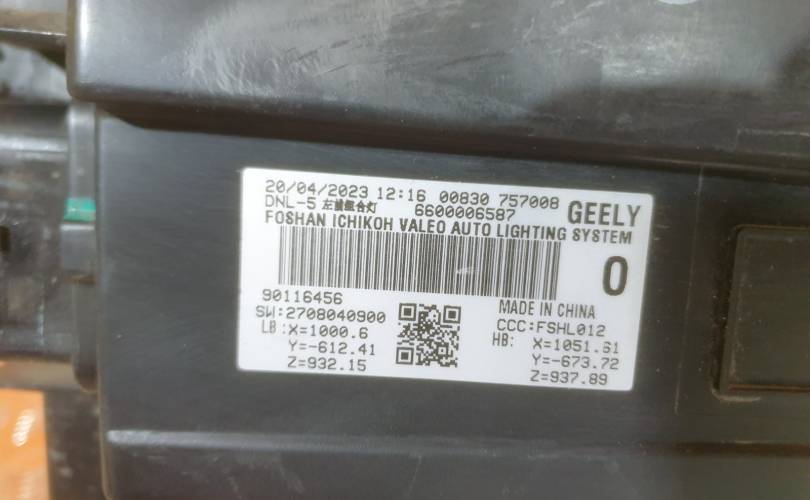 20/04/2023 12:16 00830 757008
DNL-5 左前组合灯 6600006587 GEELY
FOSHAN ICHIKOH VALEO AUTO LIGHTING SYSTEM
0
90116456 MADE IN CHINA
SW:2708040900 CCC:FSHL012
LB:X=1000.6 HB: X=1051.61
Y=-612.41 Y=-673.72
Z=932.15 Z=937.89